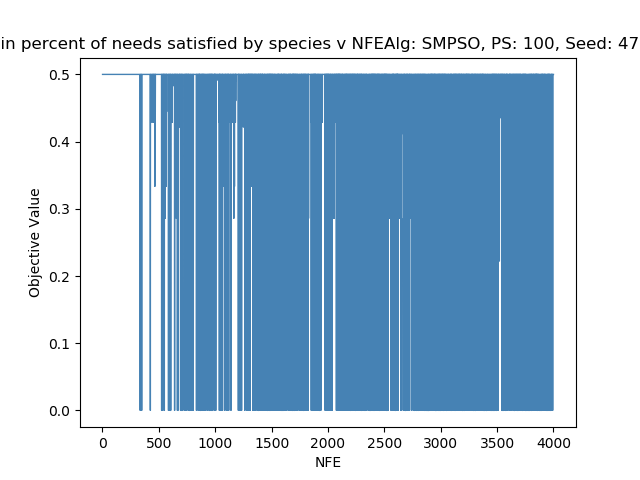 in percent of needs satisfied by species v NFEAlg: SMPSO, PS: 100, Seed: 47
0.5
0.4
0.3
0.2
0.1
0.0
Objective Value
0 500 1000 1500 2000 2500 3000 3500 4000
NFE